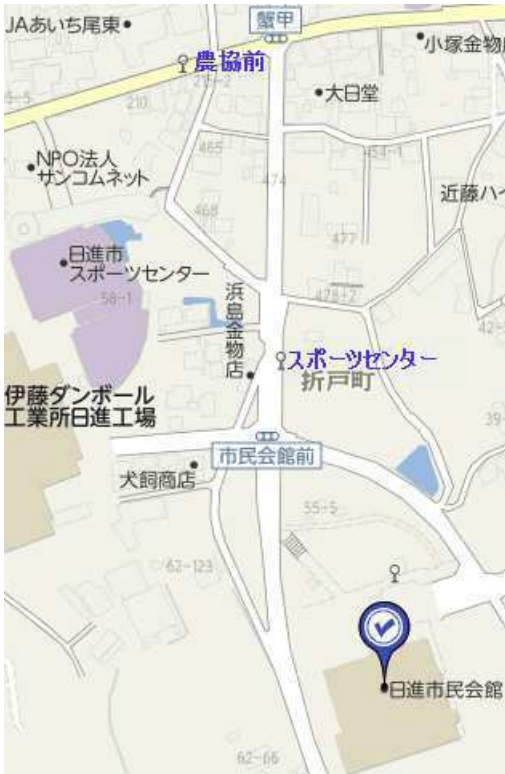 蟹甲
JAあいち尾東
小塚金物
農協前
219-2
210
大日堂
465
454-1
NPO法人
サンコムネット
474
近藤ハイ
468
477
日進市
スポーツセンター
58-1
478-2
浜島金物店
スポーツセンター
伊藤ダンボール
工業所日進工場
折戸町
市民会館前
犬飼商店
55-5
62-123
日進市民会館
62-66